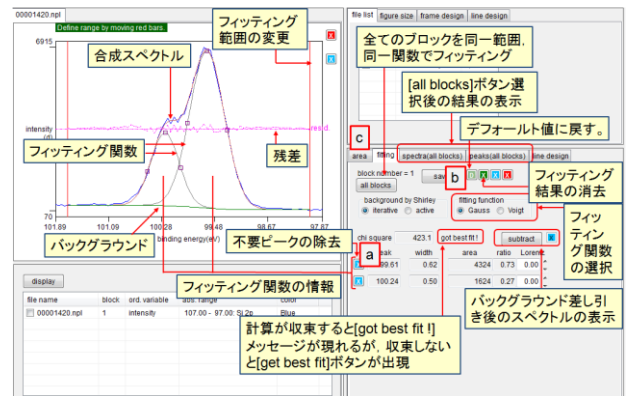 00001420.npl
Define range by moving red bars.
フィッティング
範囲の変更
合成スペクトル
6915
intensity
(d)
resid.
残差
フィッティング関数
70
101.89
101.07
100.28
99.46
98.67
97.87
binding energy(eV)
バックグラウンド
不要ピークの除去
フィッティング関数の情報
display
file name
block
ord. variable
abs. range
color
00001420.npl
1
intensity
107.00 - 97.00: Si 2p
Blue
計算が収束すると[got best fit !]
メッセージが現れるが，収束しない
と[get best fit]ボタンが出現
file list
figure size
frame design
line design
全てのブロックを同一範囲，
同一関数でフィッティング
[all blocks]ボタン選
択後の結果の表示
デフォールト値に戻す。
c
area
fitting
spectra(all blocks)
peaks(all blocks)
line design
block number = 1
b
all blocks
フィッティング
結果の消去
background by Shirley
iterative
active
fitting function
Gauss
Voigt
フィッ
ティン
グ関数
の選択
chi square
423.1
got best fit !
subtract
a
width
area
ratio
Lorentz
99.61
0.62
4324
0.73
0.00
100.24
0.50
1624
0.27
0.00
バックグラウンド差し引
き後のスペクトルの表示